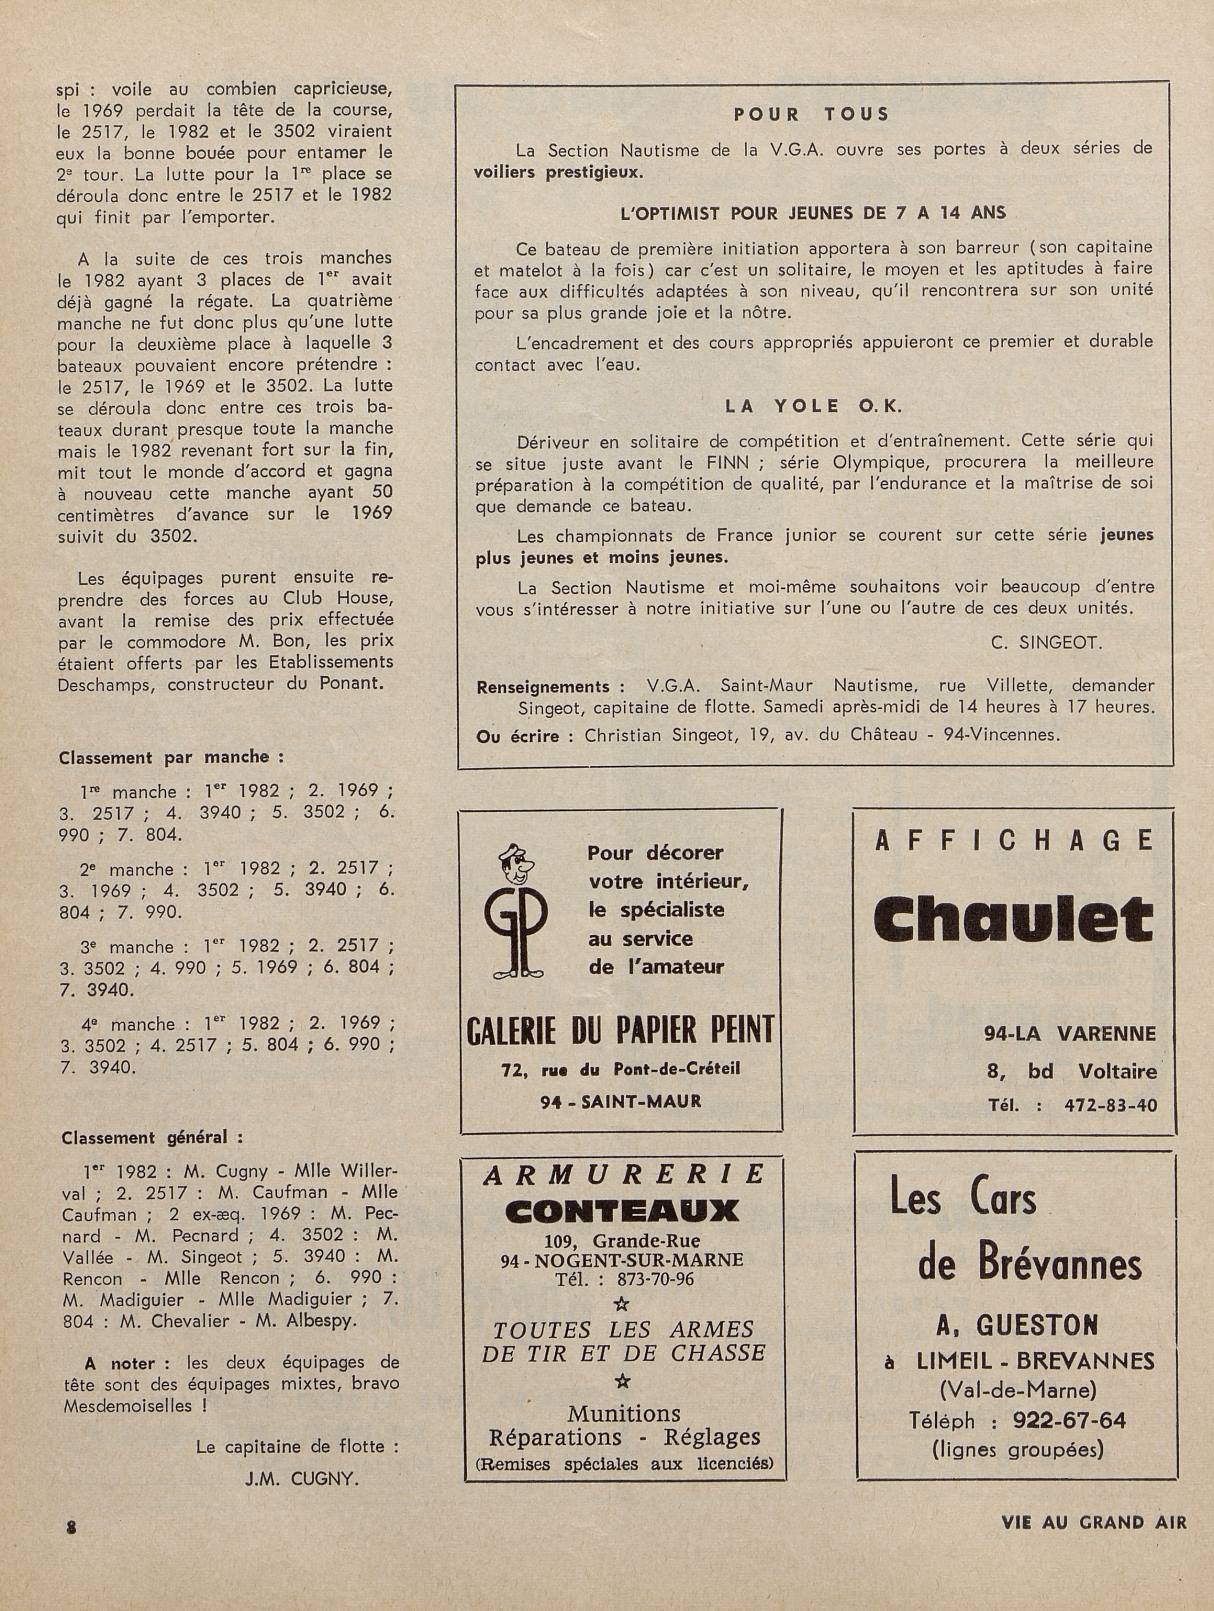 spi : voile au combien capricieuse,
le 1969 perdait la tête de la course,
le 2517, le 1982 et le 3502 viraient
eux la bonne bouée pour entamer le
2e tour. La lutte pour la 1re place se
déroula donc entre le 2517 et le 1982
qui finit par l'emporter.
A la suite de ces trois manches
le 1982 ayant 3 places de 1er avait
déjà gagné la régate. La quatrième
manche ne fut donc plus qu'une lutte
pour la deuxième place à laquelle 3
bateaux pouvaient encore prétendre :
le 2517, le 1969 et le 3502. La lutte
se déroula donc entre ces trois ba-
teaux durant presque toute la manche
mais le 1982 revenant fort sur la fin,
mit tout le monde d'accord et gagna
à nouveau cette manche ayant 50
centimètres d'avance sur le 1969
suivit du 3502.
Les équipages purent ensuite re-
prendre des forces au Club House,
avant la remise des prix effectuée
par le commodore M. Bon, les prix
étaient offerts par les Etablissements
Deschamps, constructeur du Ponant.
Classement par manche :
1re manche : 1er 1982 ; 2. 1969 ;
3. 2517 ; 4. 3940 ; 5. 3502 ; 6.
990 ; 7. 804.
2e manche : 1er 1982 ; 2. 2517 ;
3. 1969 ; 4. 3502 ; 5. 3940 ; 6.
804 ; 7. 990.
3e manche : 1er 1982 ; 2. 2517 ;
3. 3502 ; 4. 990 ; 5. 1969 ; 6. 804 ;
7. 3940.
4e manche : 1er 1982 ; 2. 1969 ;
3. 3502 ; 4. 2517 ; 5. 804 ; 6. 990 ;
7. 3940.
Classement général :
1er 1982 : M. Cugny - Mlle Willer-
val ; 2. 2517 : M. Caufman - Mlle
Caufman ; 2 ex-æq. 1969 : M. Pec-
nard - M. Pecnard ; 4. 3502 : M.
Vallée - M. Singeot ; 5. 3940 : M.
Rencon - Mlle Rencon ; 6. 990 :
M. Madiguier - Mlle Madiguier ; 7.
804 : M. Chevalier - M. Albespy.
A noter : les deux équipages de
tête sont des équipages mixtes, bravo
Mesdemoiselles !
Le capitaine de flotte :
J.M. CUGNY.
POUR TOUS
La Section Nautisme de la V.G.A. ouvre ses portes à deux séries de
voiliers prestigieux.
L'OPTIMIST POUR JEUNES DE 7 A 14 ANS
Ce bateau de première initiation apportera à son barreur (son capitaine
et matelot à la fois) car c'est un solitaire, le moyen et les aptitudes à faire
face aux difficultés adaptées à son niveau, qu'il rencontrera sur son unité
pour sa plus grande joie et la nôtre.
L'encadrement et des cours appropriés appuieront ce premier et durable
contact avec l'eau.
LA YOLE O.K.
Dériveur en solitaire de compétition et d'entraînement. Cette série qui
se situe juste avant le FINN ; série Olympique, procurera la meilleure
préparation à la compétition de qualité, par l'endurance et la maîtrise de soi
que demande ce bateau.
Les championnats de France junior se courent sur cette série jeunes
plus jeunes et moins jeunes.
La Section Nautisme et moi-même souhaitons voir beaucoup d'entre
vous s'intéresser à notre initiative sur l'une ou l'autre de ces deux unités.
C. SINGEOT.
Renseignements : V.G.A. Saint-Maur Nautisme, rue Villette, demander
Singeot, capitaine de flotte. Samedi après-midi de 14 heures à 17 heures.
Ou écrire : Christian Singeot, 19, av. du Château - 94-Vincennes.
GP
Pour décorer
votre intérieur,
le spécialiste
au service
de l'amateur
GALERIE DU PAPIER PEINT
72, rue du Pont-de-Créteil
94 - SAINT-MAUR
AFFICHAGE
Chaulet
94-LA VARENNE
8, bd Voltaire
Tél. : 472-83-40
ARMURERIE
CONTEAUX
109, Grande-Rue
94 - NOGENT-SUR-MARNE
Tél. : 873-70-96
TOUTES LES ARMES
DE TIR ET DE CHASSE
Munitions
Réparations - Réglages
(Remises spéciales aux licenciés)
Les Cars
de Brévannes
A. GUESTON
à LIMEIL - BREVANNES
(Val-de-Marne)
Téléph : 922-67-64
(lignes groupées)
8
VIE AU GRAND AIR